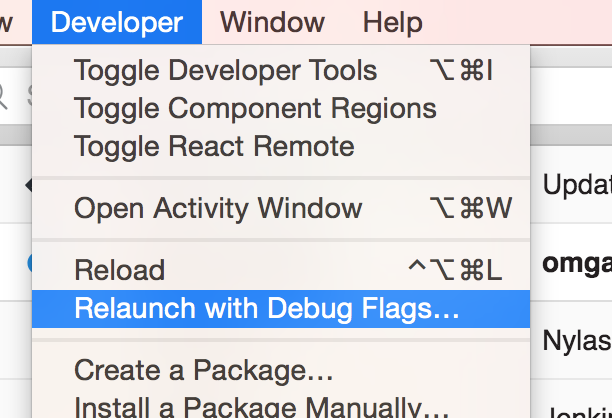 Developer Window Help
Toggle Developer Tools ⌥⌘I
Toggle Component Regions
Toggle React Remote
Open Activity Window ⌥⌘W
Reload ^⌥⌘L
Relaunch with Debug Flags...
Create a Package...
Install a Package Manually...
Updat
omga
Nylas
Jenki